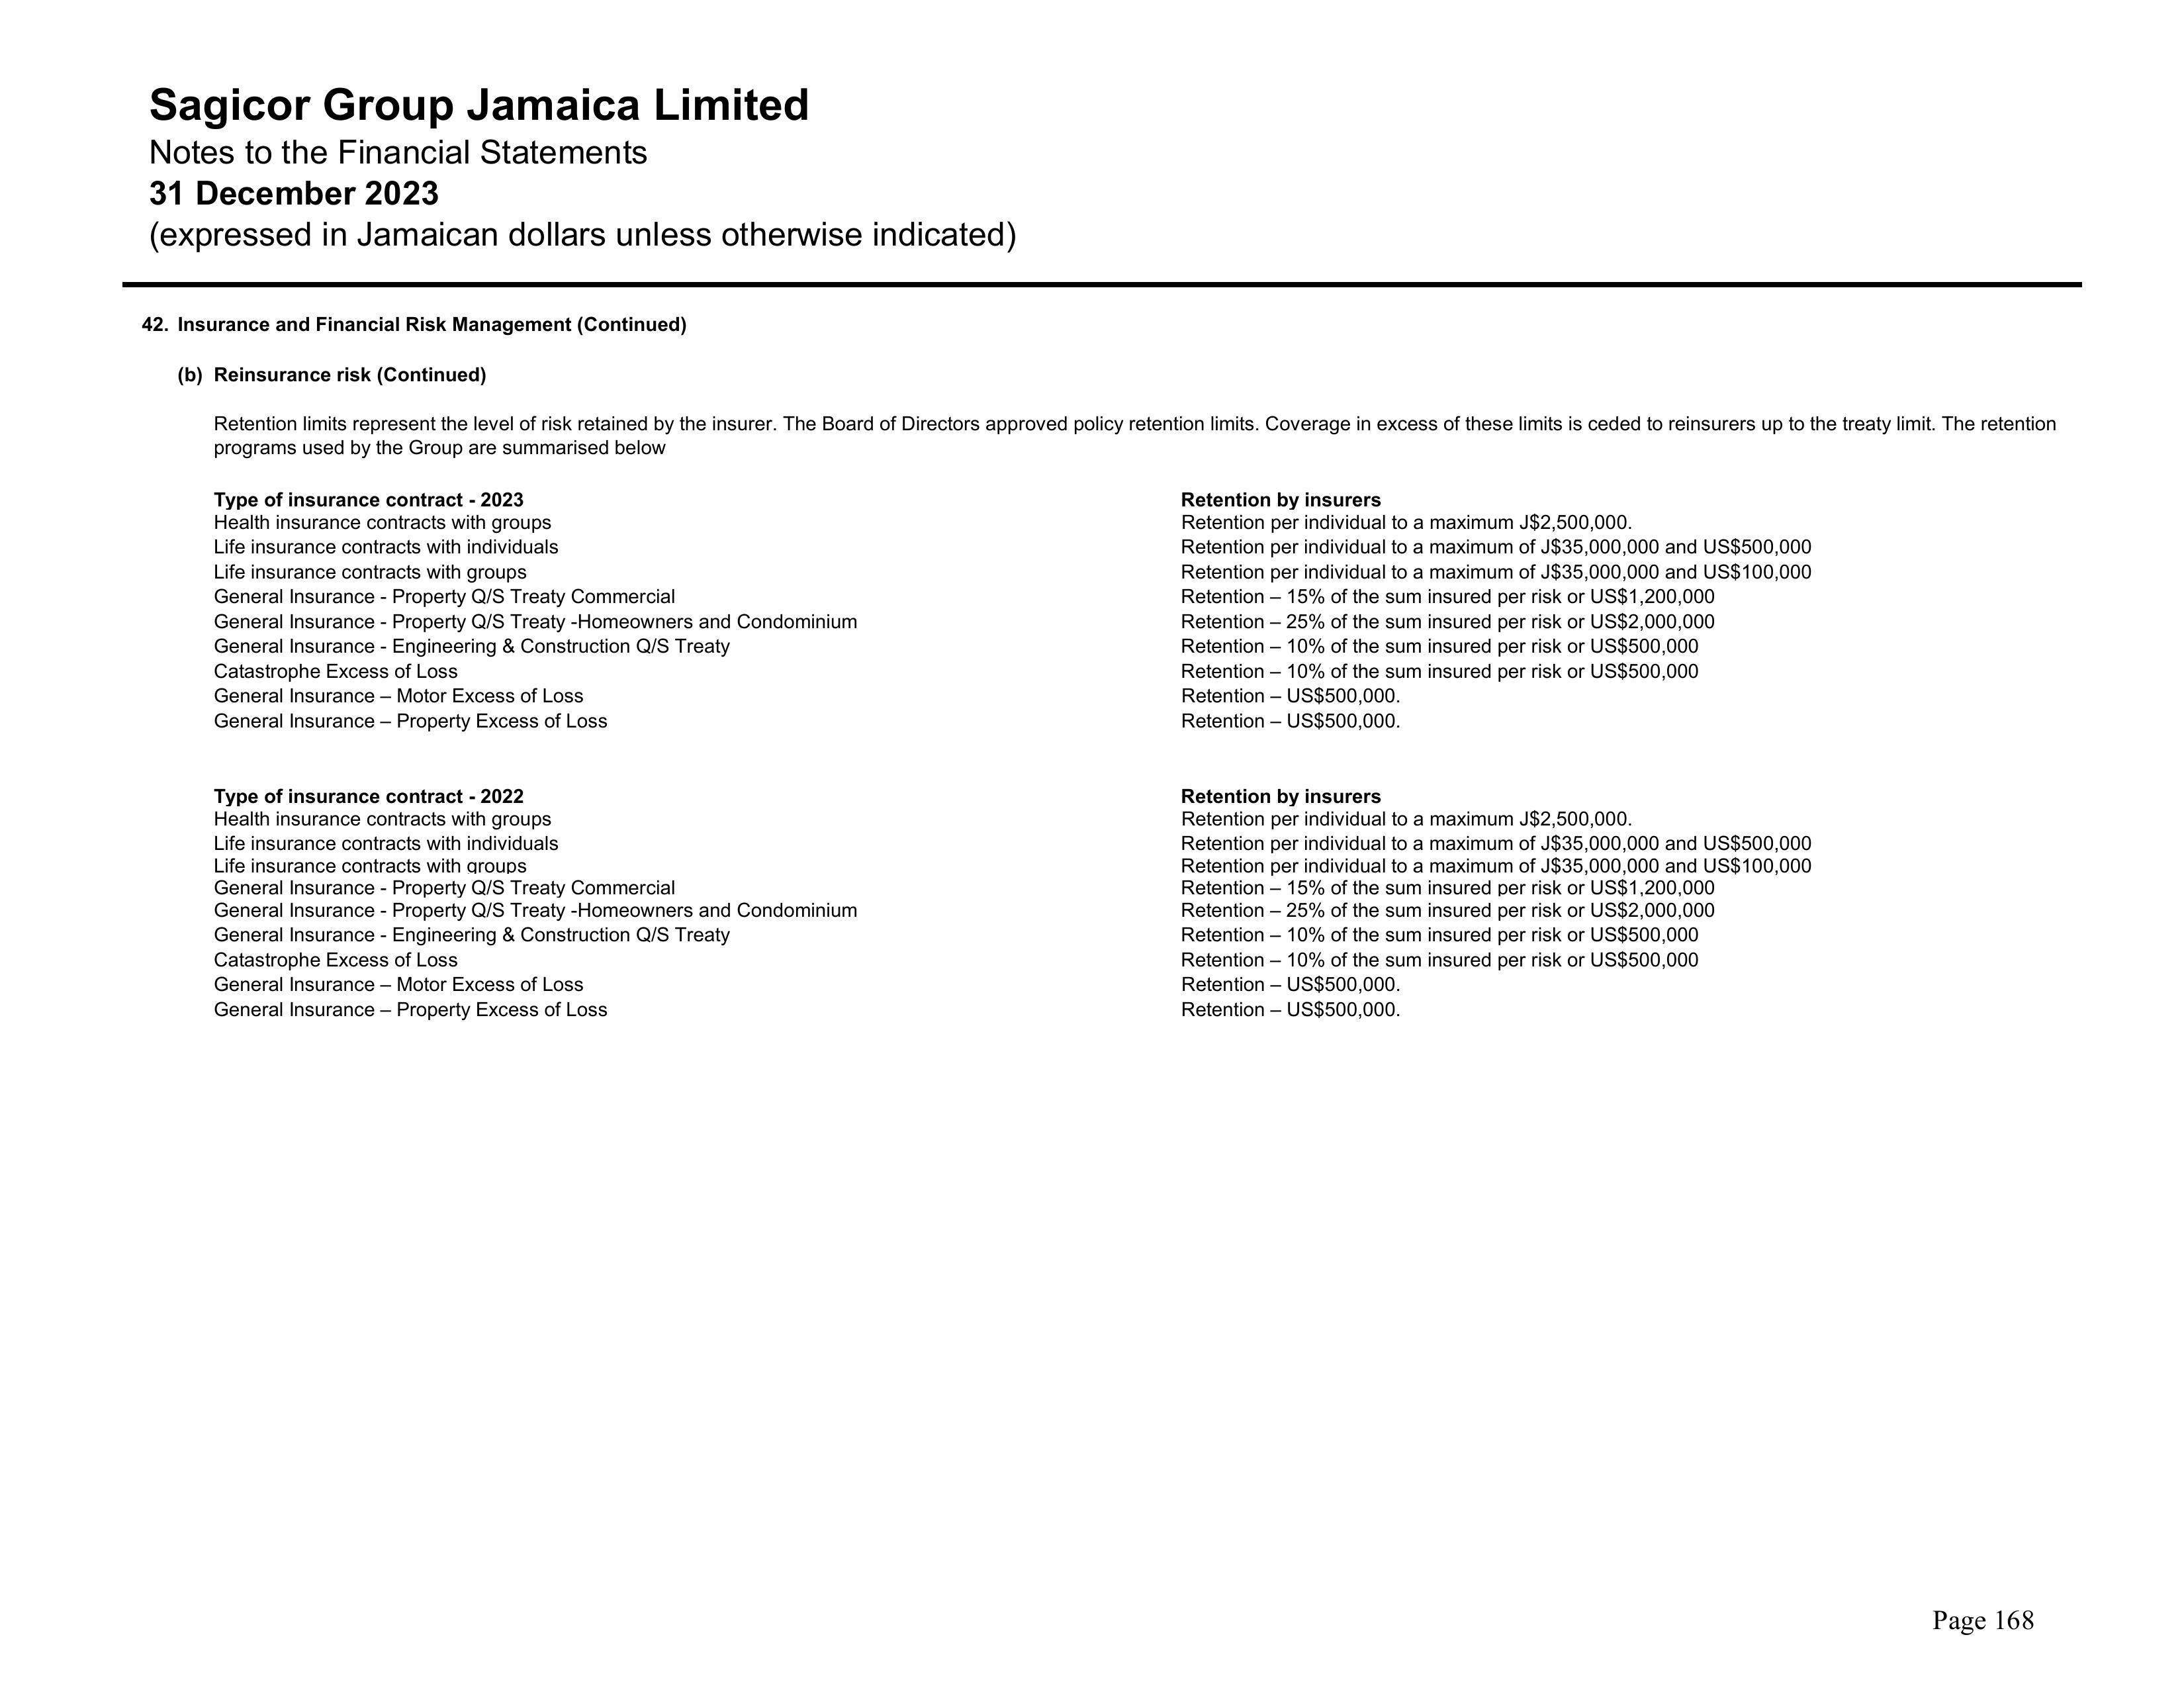 Sagicor Group Jamaica Limited
Notes to the Financial Statements
31 December 2023
(expressed in Jamaican dollars unless otherwise indicated)
42. Insurance and Financial Risk Management (Continued)
(b) Reinsurance risk (Continued)
Retention limits represent the level of risk retained by the insurer. The Board of Directors approved policy retention limits. Coverage in excess of these limits is ceded to reinsurers up to the treaty limit. The retention
programs used by the Group are summarised below
Type of insurance contract - 2023 Retention by insurers
Health insurance contracts with groups Retention per individual to a maximum J$2,500,000.
Life insurance contracts with individuals Retention per individual to a maximum of J$35,000,000 and US$500,000
Life insurance contracts with groups Retention per individual to a maximum of J$35,000,000 and US$100,000
General Insurance - Property Q/S Treaty Commercial Retention – 15% of the sum insured per risk or US$1,200,000
General Insurance - Property Q/S Treaty -Homeowners and Condominium Retention – 25% of the sum insured per risk or US$2,000,000
General Insurance - Engineering & Construction Q/S Treaty Retention – 10% of the sum insured per risk or US$500,000
Catastrophe Excess of Loss Retention – 10% of the sum insured per risk or US$500,000
General Insurance – Motor Excess of Loss Retention – US$500,000.
General Insurance – Property Excess of Loss Retention – US$500,000.
Type of insurance contract - 2022 Retention by insurers
Health insurance contracts with groups Retention per individual to a maximum J$2,500,000.
Life insurance contracts with individuals Retention per individual to a maximum of J$35,000,000 and US$500,000
Life insurance contracts with groups Retention per individual to a maximum of J$35,000,000 and US$100,000
General Insurance - Property Q/S Treaty Commercial Retention – 15% of the sum insured per risk or US$1,200,000
General Insurance - Property Q/S Treaty -Homeowners and Condominium Retention – 25% of the sum insured per risk or US$2,000,000
General Insurance - Engineering & Construction Q/S Treaty Retention – 10% of the sum insured per risk or US$500,000
Catastrophe Excess of Loss Retention – 10% of the sum insured per risk or US$500,000
General Insurance – Motor Excess of Loss Retention – US$500,000.
General Insurance – Property Excess of Loss Retention – US$500,000.
Page 168